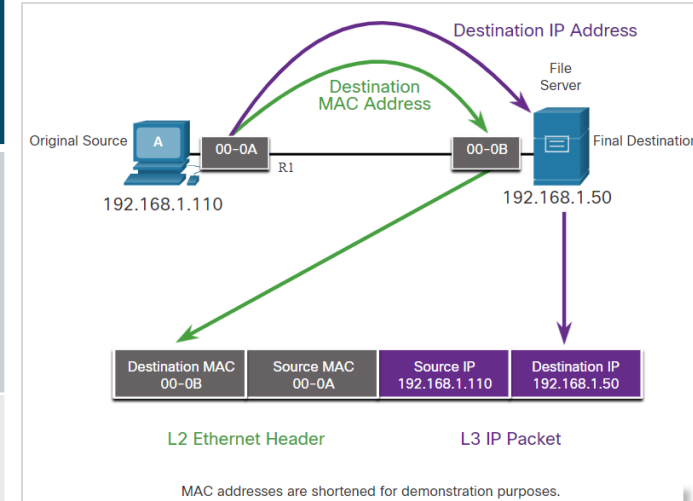 Destination IP Address
File
Server
Destination
MAC Address
Original Source
A
00-0A
R1
00-0B
Final Destination
192.168.1.110
192.168.1.50
Destination MAC
00-0B
Source MAC
00-0A
Source IP
192.168.1.110
Destination IP
192.168.1.50
L2 Ethernet Header
L3 IP Packet
MAC addresses are shortened for demonstration purposes.